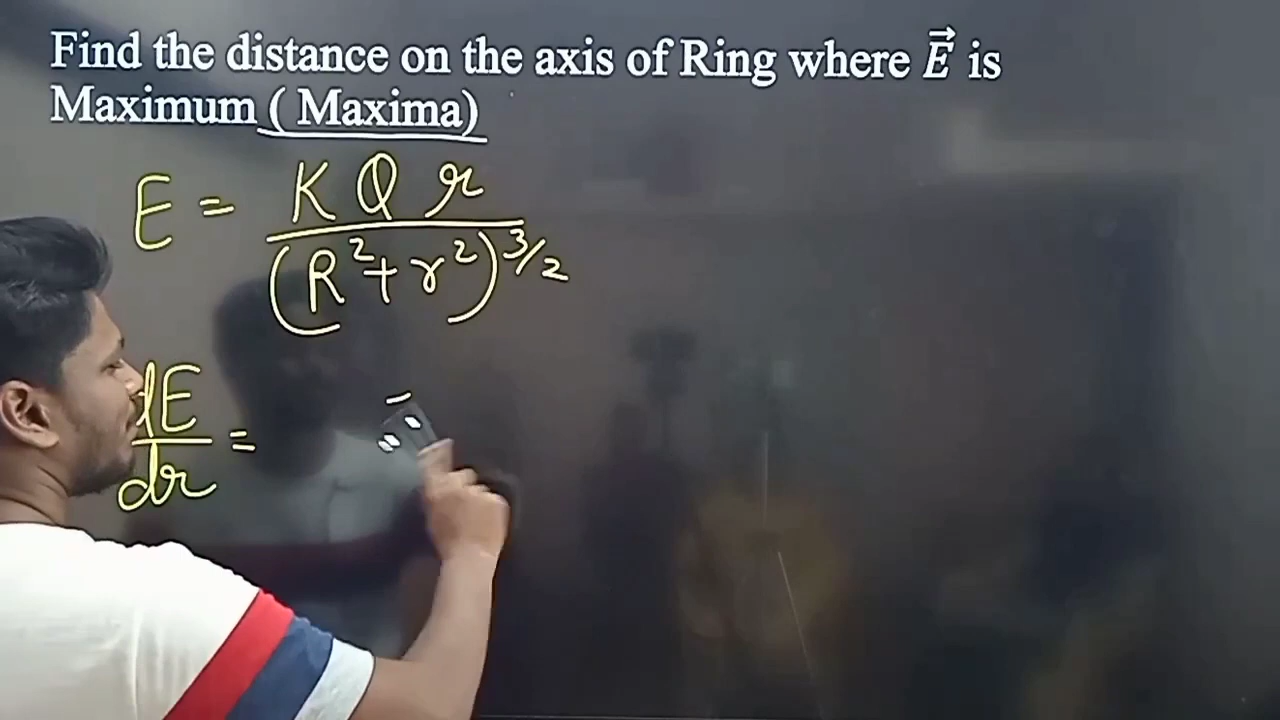 Find the distance on the axis of Ring where E⃗ is
Maximum ( Maxima)
E = KQr / (R²+r²)^3/2
dE/dr =